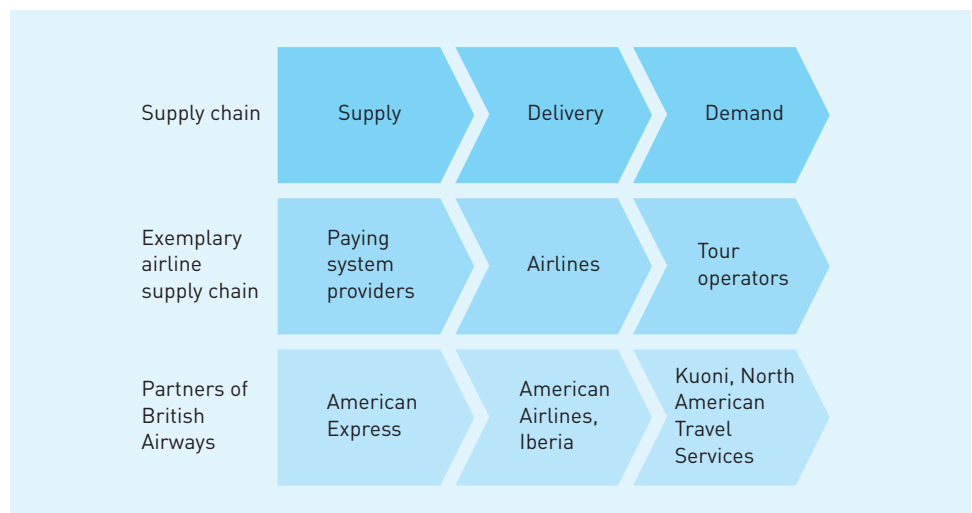 Supply chain
Supply
Delivery
Demand
Exemplary
airline
supply chain
Paying
system
providers
Airlines
Tour
operators
Partners of
British
Airways
American
Express
American
Airlines,
Iberia
Kuoni, North
American
Travel
Services